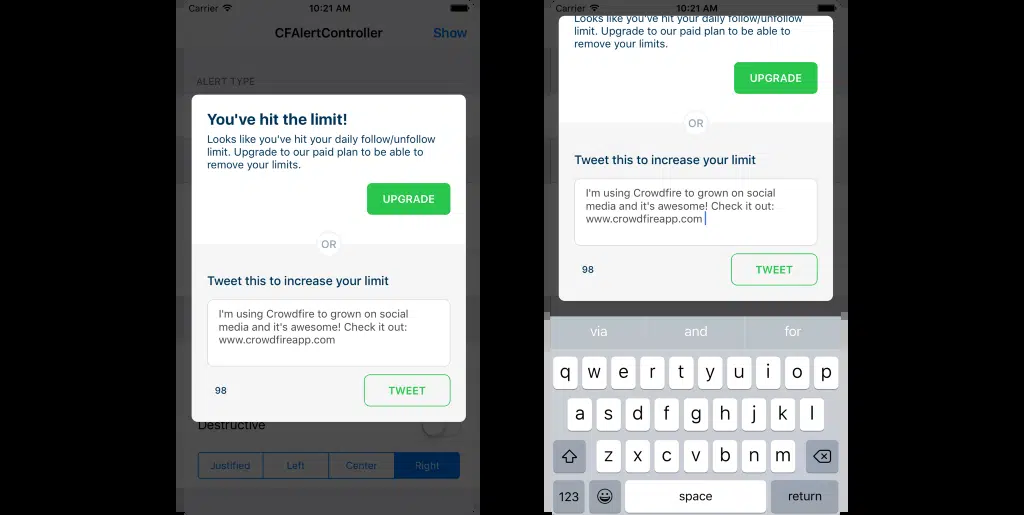 Carrier 10:21 AM
CFAlertController Show
ALERT TYPE
You've hit the limit!
Looks like you've hit your daily follow/unfollow
limit. Upgrade to our paid plan to be able to
remove your limits.
UPGRADE
OR
Tweet this to increase your limit
I'm using Crowdfire to grown on social
media and it's awesome! Check it out:
www.crowdfireapp.com
98 TWEET
Destructive
Justified Left Center Right
Carrier 10:21 AM
Looks like you've hit your daily follow/unfollow
limit. Upgrade to our paid plan to be able to
remove your limits.
UPGRADE
OR
Tweet this to increase your limit
I'm using Crowdfire to grown on social
media and it's awesome! Check it out:
www.crowdfireapp.com
98 TWEET
via and for
q w e r t y u i o p
a s d f g h j k l
z x c v b n m
123 space return